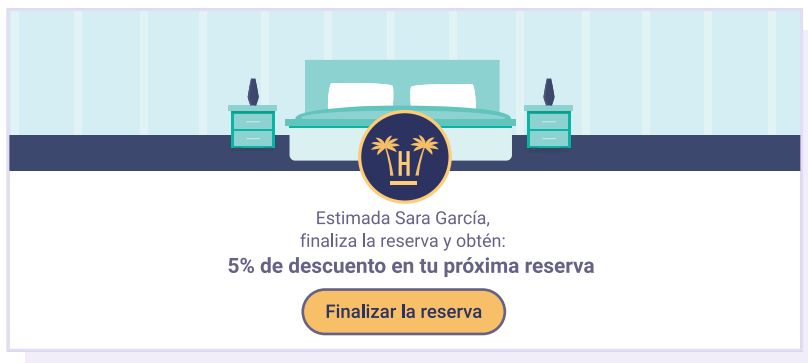 H
Estimada Sara García,
finaliza la reserva y obtén:
5% de descuento en tu próxima reserva
Finalizar la reserva